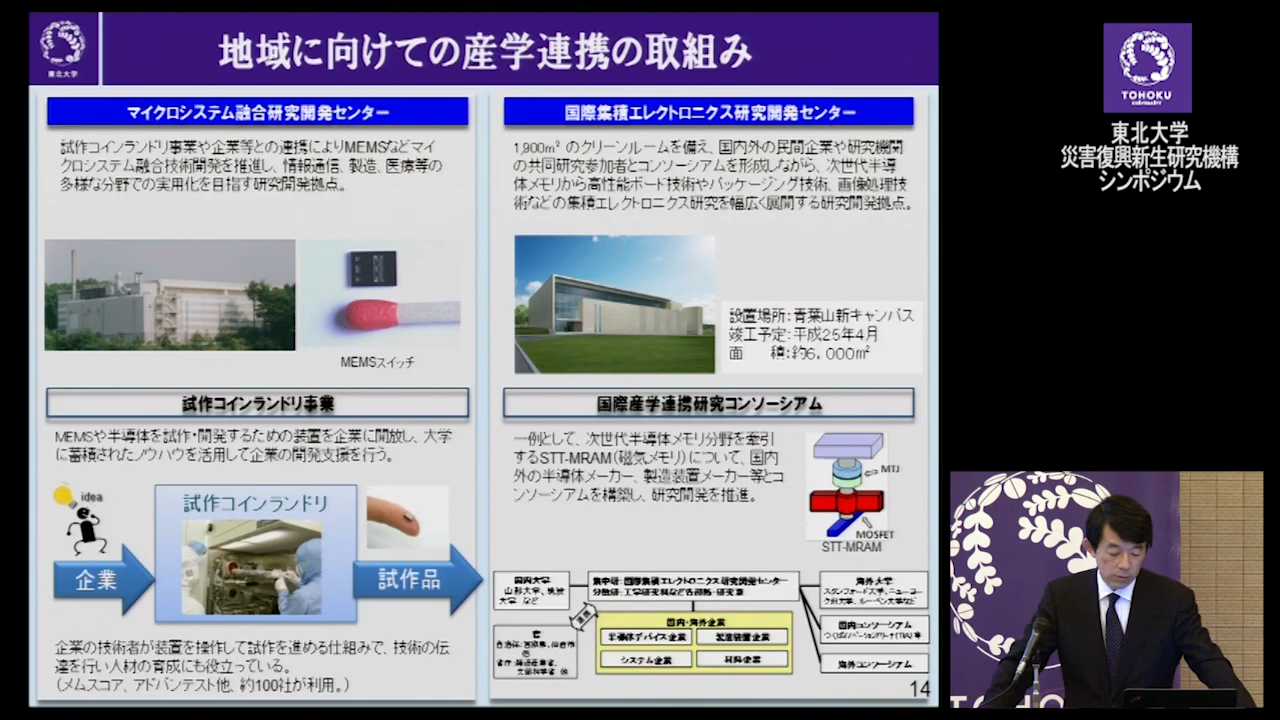 東北大学
地域に向けての産学連携の取組み
マイクロシステム融合研究開発センター
試作コインランドリ事業や企業等との連携によりMEMSなどマイ
クロシステム融合技術開発を推進し、情報通信、製造、医療等の
多様な分野での実用化を目指す研究開発拠点。
MEMSスイッチ
試作コインランドリ事業
MEMSや半導体を試作・開発するための装置を企業に開放し、大学
に蓄積されたノウハウを活用して企業の開発支援を行う。
idea
企業
試作コインランドリ
試作品
企業の技術者が装置を操作して試作を進める仕組みで、技術の伝
達を行い人材の育成にも役立っている。
(メムスコア、アドバンテスト他、約100社が利用。)
国際集積エレクトロニクス研究開発センター
1,900m² のクリーンルームを備え、国内外の民間企業や研究機関
の共同研究参加者とコンソーシアムを形成しながら、次世代半導
体メモリから高性能ボード技術やパッケージング技術、画像処理技
術などの集積エレクトロニクス研究を幅広く展開する研究開発拠点。
設置場所:青葉山新キャンパス
竣工予定:平成25年4月
面 積:約6,000㎡
国際産学連携研究コンソーシアム
一例として、次世代半導体メモリ分野を牽引
するSTT-MRAM(磁気メモリ)について、国内
外の半導体メーカー、製造装置メーカー等とコ
ンソーシアムを構築し、研究開発を推進。
MTJ
MOSFET
STT-MRAM
国内大学
山形大学、筑波
大学 など
集中研:国際集積エレクトロニクス研究開発センター
分散研:工学研究科など各部局・研究室
連携
官
自治体:宮城県、仙台市
他
省庁:経済産業省、
文部科学省 他
国内・海外企業
半導体デバイス企業
製造装置企業
システム企業
材料企業
海外大学
スタンフォード大学、ニューヨー
ク州大学、ルーベン大学など
国内コンソーシアム
つくばイノベーションアリーナ(TIA) 等
海外コンソーシアム
14
TOHOKU
UNIVERSITY
東北大学
災害復興新生研究機構
シンポジウム